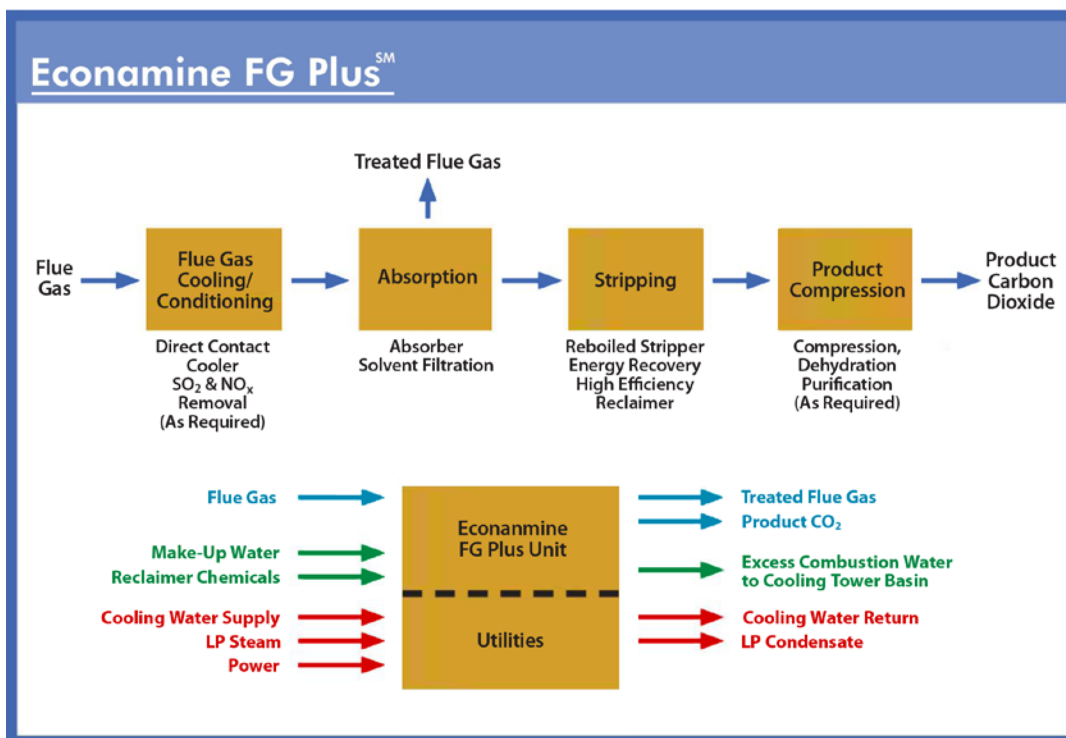 Econamine FG Plus℠
Treated Flue Gas
Flue
Gas
Flue Gas
Cooling/
Conditioning
Absorption
Stripping
Product
Compression
Product
Carbon
Dioxide
Direct Contact
Cooler
SO₂ & NOₓ
Removal
(As Required)
Absorber
Solvent Filtration
Reboiled Stripper
Energy Recovery
High Efficiency
Reclaimer
Compression,
Dehydration
Purification
(As Required)
Flue Gas
Make-Up Water
Reclaimer Chemicals
Cooling Water Supply
LP Steam
Power
Econanmine
FG Plus Unit
Utilities
Treated Flue Gas
Product CO₂
Excess Combustion Water
to Cooling Tower Basin
Cooling Water Return
LP Condensate